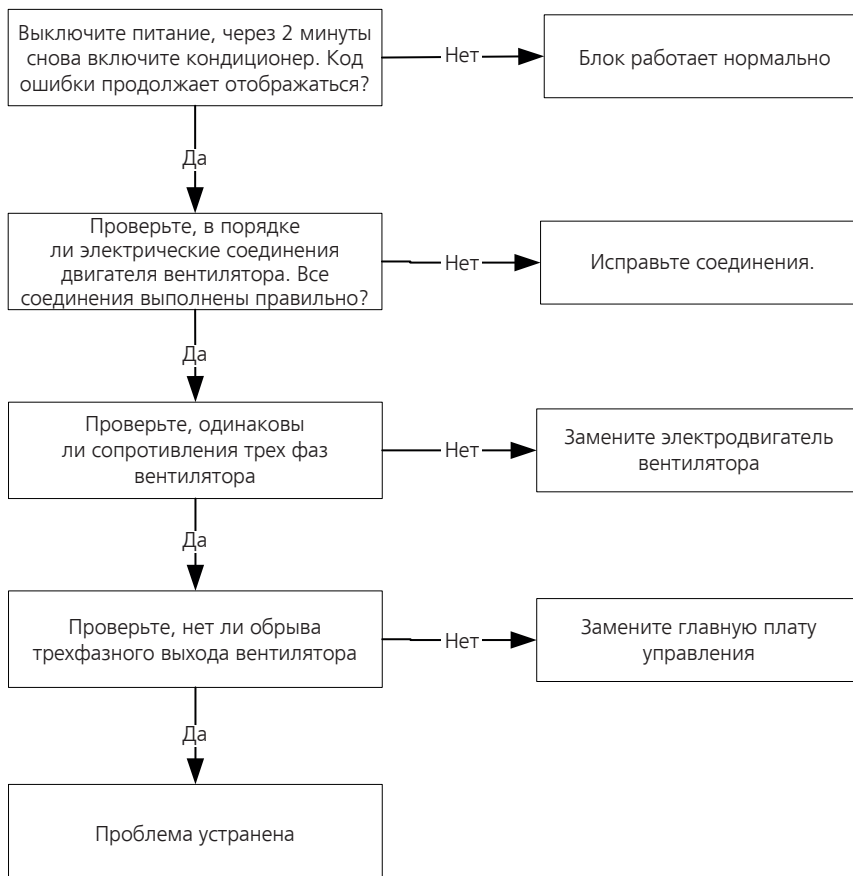 Выключите питание, через 2 минуты
снова включите кондиционер. Код
ошибки продолжает отображаться?
Нет
Блок работает нормально
Да
Проверьте, в порядке
ли электрические соединения
двигателя вентилятора. Все
соединения выполнены правильно?
Нет
Исправьте соединения.
Да
Проверьте, одинаковы
ли сопротивления трех фаз
вентилятора
Нет
Замените электродвигатель
вентилятора
Да
Проверьте, нет ли обрыва
трехфазного выхода вентилятора
Нет
Замените главную плату
управления
Да
Проблема устранена